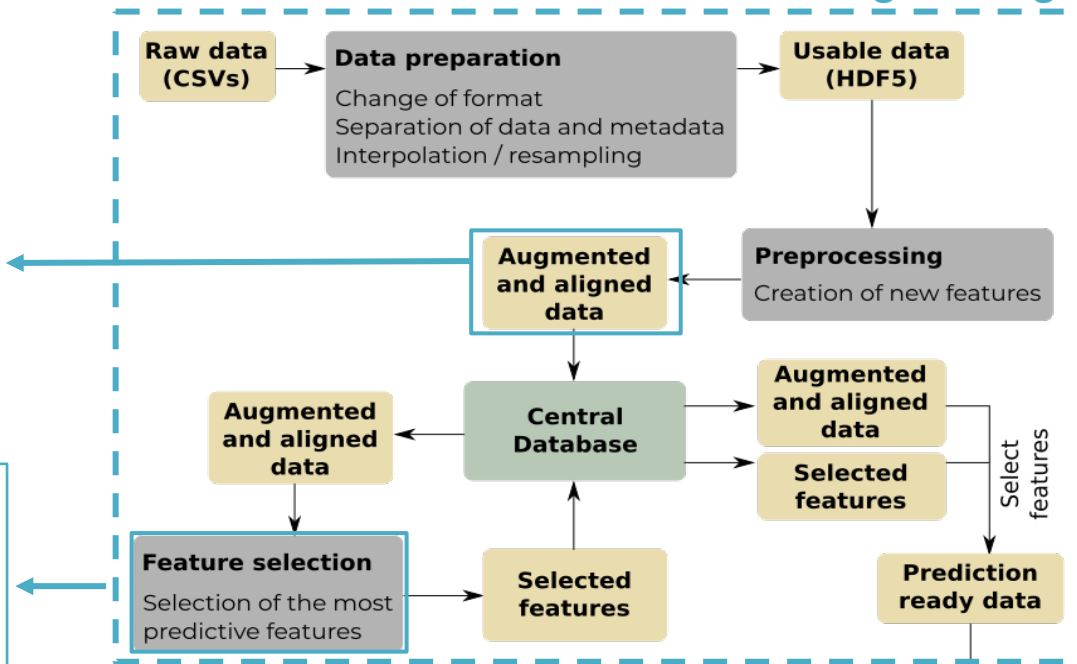 Raw data
(CSVs)
Data preparation
Change of format
Separation of data and metadata
Interpolation / resampling
Usable data
(HDF5)
Preprocessing
Creation of new features
Augmented
and aligned
data
Central
Database
Augmented
and aligned
data
Augmented
and aligned
data
Selected
features
Select
features
Feature selection
Selection of the most
predictive features
Selected
features
Prediction
ready data